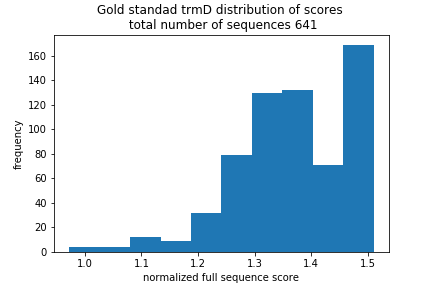 Gold standad trmD distribution of scores
total number of sequences 641
160
140
120
100
80
60
40
20
0
frequency
1.0 1.1 1.2 1.3 1.4 1.5
normalized full sequence score